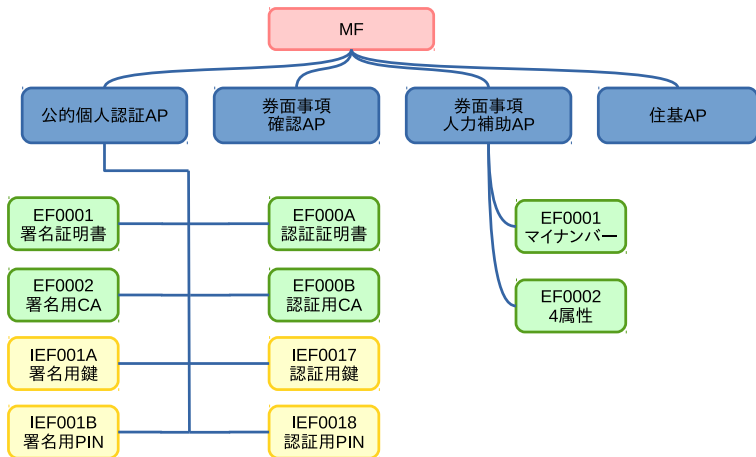 MF
公的個人認証AP
券面事項
確認AP
券面事項
人力補助AP
住基AP
EF0001
署名証明書
EF000A
認証証明書
EF0001
マイナンバー
EF0002
署名用CA
EF000B
認証用CA
EF0002
4属性
IEF001A
署名用鍵
IEF0017
認証用鍵
IEF001B
署名用PIN
IEF0018
認証用PIN